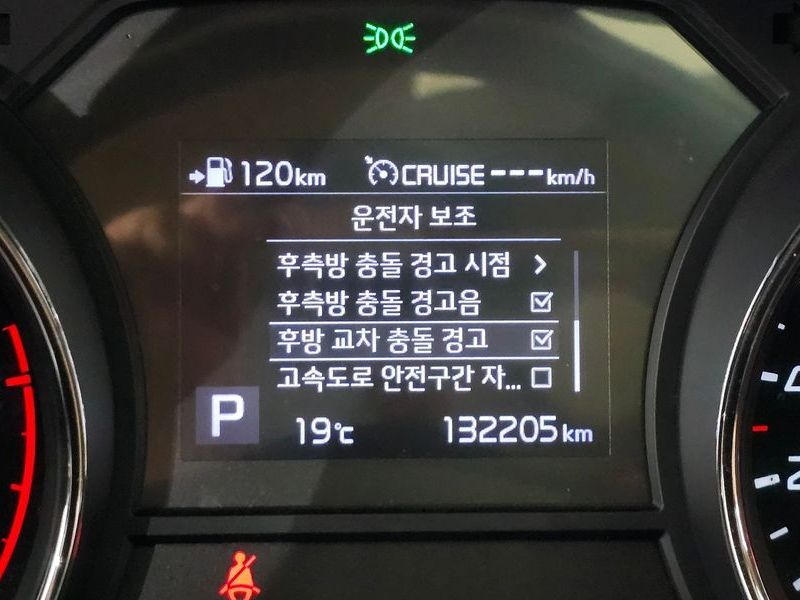 120km CRUISE ---km/h
운전자 보조
후측방 충돌 경고 시점 >
후측방 충돌 경고음
후방 교차 충돌 경고
고속도로 안전구간 자...
P 19℃ 132205 km